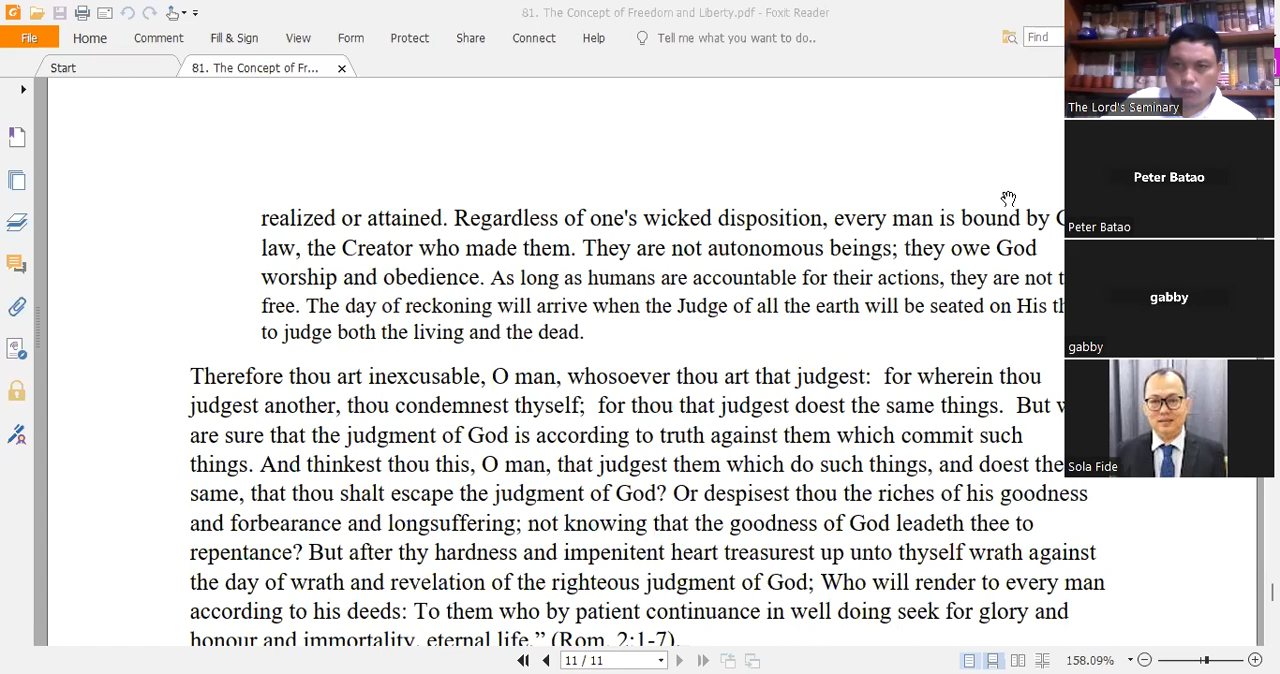 81. The Concept of Freedom and Liberty.pdf - Foxit Reader
File Home Comment Fill & Sign View Form Protect Share Connect Help Tell me what you want to do.. Find
Start 81. The Concept of Fr...
realized or attained. Regardless of one's wicked disposition, every man is bound by
law, the Creator who made them. They are not autonomous beings; they owe God
worship and obedience. As long as humans are accountable for their actions, they are not
free. The day of reckoning will arrive when the Judge of all the earth will be seated on His
to judge both the living and the dead.
Therefore thou art inexcusable, O man, whosoever thou art that judgest: for wherein thou
judgest another, thou condemnest thyself; for thou that judgest doest the same things. But
are sure that the judgment of God is according to truth against them which commit such
things. And thinkest thou this, O man, that judgest them which do such things, and doest the
same, that thou shalt escape the judgment of God? Or despisest thou the riches of his goodness
and forbearance and longsuffering; not knowing that the goodness of God leadeth thee to
repentance? But after thy hardness and impenitent heart treasurest up unto thyself wrath against
the day of wrath and revelation of the righteous judgment of God; Who will render to every man
according to his deeds: To them who by patient continuance in well doing seek for glory and
honour and immortality, eternal life.” (Rom. 2:1-7).
The Lord's Seminary
Peter Batao
Peter Batao
gabby
gabby
Sola Fide
11 / 11
158.09%